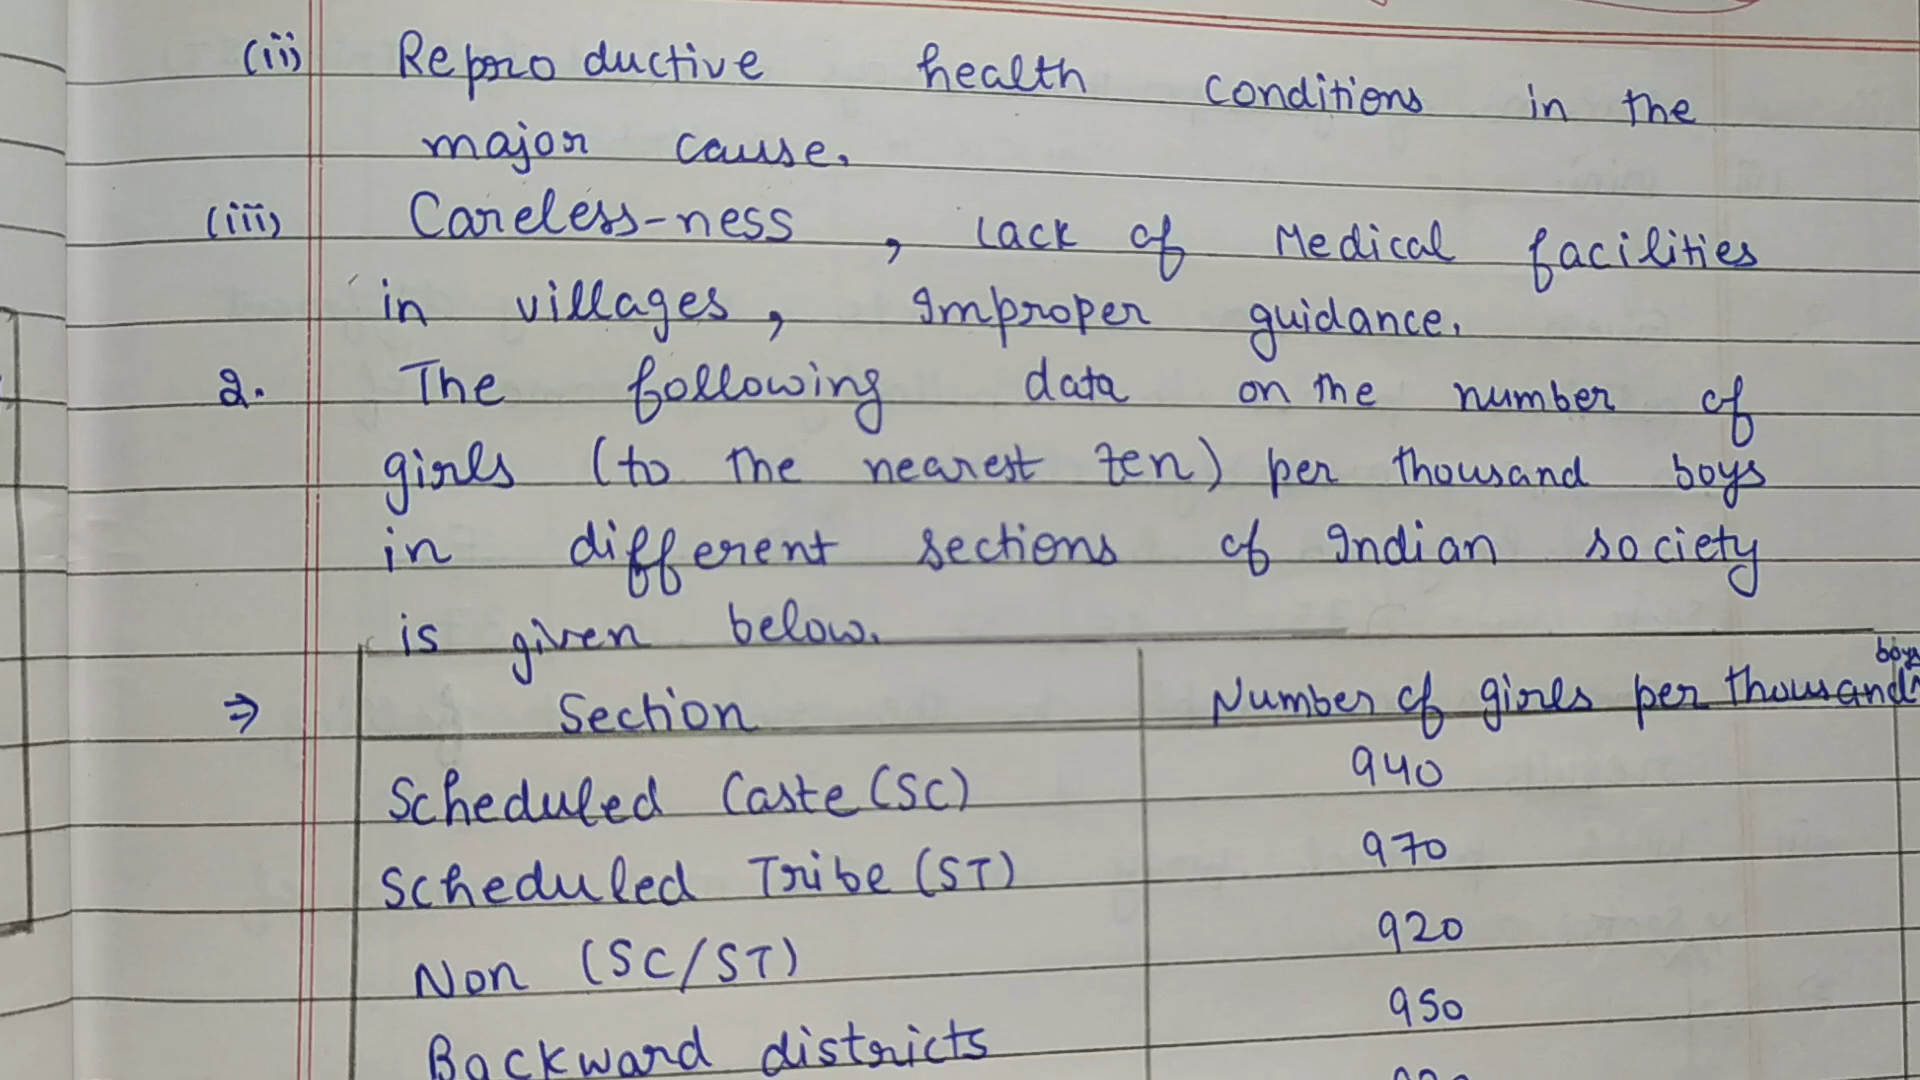 (ii) Reproductive health conditions in the
major cause.
(iii) Careless-ness, Lack of Medical facilities
in villages, Improper guidance.
2. The following data on the number of
girls (to the nearest ten) per thousand boys
in different sections of Indian society
is given below.
⇒ Section Number of girls per thousand boys
Scheduled Caste (SC) 940
Scheduled Tribe (ST) 970
Non (SC/ST) 920
Backward districts 950